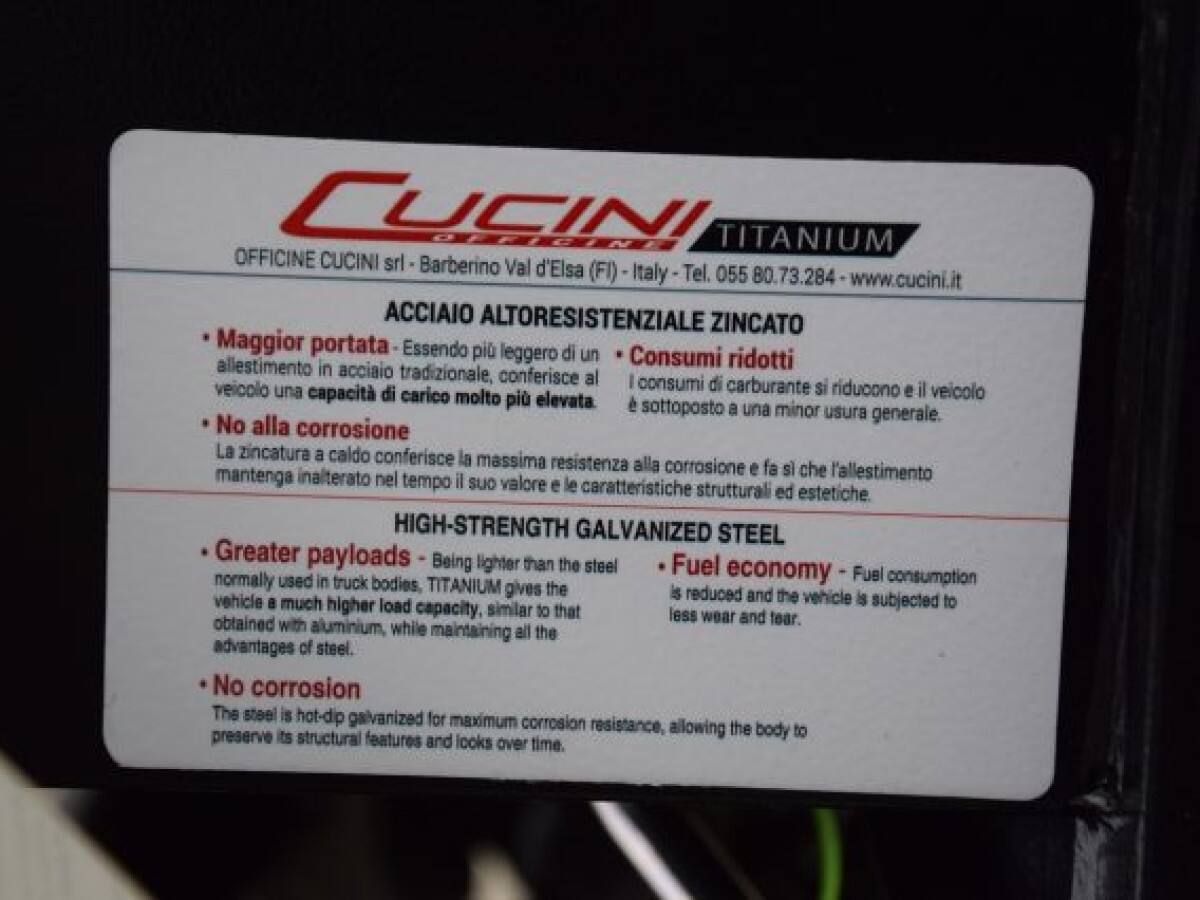 CUCINI TITANIUM
OFFICINE
OFFICINE CUCINI srl - Barberino Val d'Elsa (FI) - Italy - Tel. 055 80.73.284 - www.cucini.it
ACCIAIO ALTORESISTENZIALE ZINCATO
• Maggior portata - Essendo più leggero di un
allestimento in acciaio tradizionale, conferisce al
veicolo una capacità di carico molto più elevata.
• Consumi ridotti
I consumi di carburante si riducono e il veicolo
è sottoposto a una minor usura generale.
• No alla corrosione
La zincatura a caldo conferisce la massima resistenza alla corrosione e fa sì che l'allestimento
mantenga inalterato nel tempo il suo valore e le caratteristiche strutturali ed estetiche.
HIGH-STRENGTH GALVANIZED STEEL
• Greater payloads - Being lighter than the steel
normally used in truck bodies, TITANIUM gives the
vehicle a much higher load capacity, similar to that
obtained with aluminium, while maintaining all the
advantages of steel.
• Fuel economy - Fuel consumption
is reduced and the vehicle is subjected to
less wear and tear.
• No corrosion
The steel is hot-dip galvanized for maximum corrosion resistance, allowing the body to
preserve its structural features and looks over time.